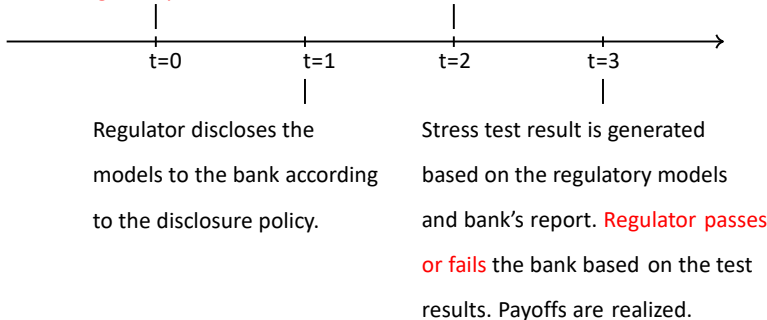 t=0
t=1
t=2
t=3
Regulator discloses the
models to the bank according
to the disclosure policy.
Stress test result is generated
based on the regulatory models
and bank's report. Regulator passes
or fails the bank based on the test
results. Payoffs are realized.